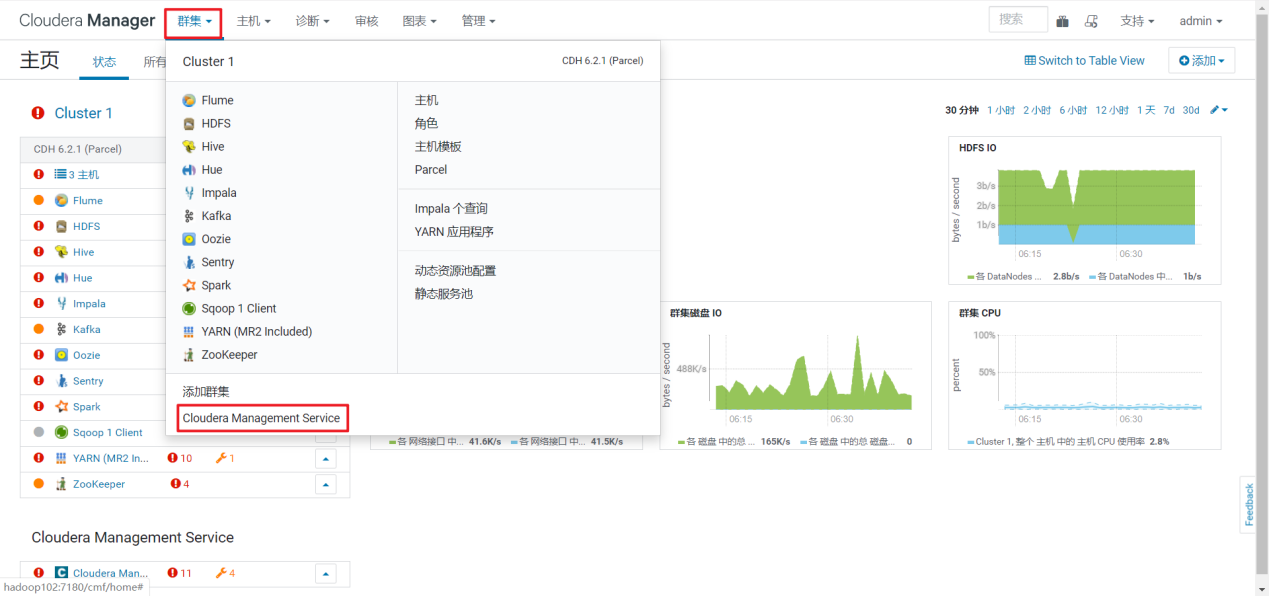 Cloudera Manager 群集 主机 诊断 审核 图表 管理 搜索 支持 admin
主页 状态 所有 Switch to Table View 添加
Cluster 1
CDH 6.2.1 (Parcel)
Flume
HDFS
Hive
Hue
Impala
Kafka
Oozie
Sentry
Spark
Sqoop 1 Client
YARN (MR2 Included)
ZooKeeper
主机
角色
主机模板
Parcel
Impala 个查询
YARN 应用程序
动态资源池配置
静态服务池
添加群集
Cloudera Management Service
Cluster 1
CDH 6.2.1 (Parcel)
3 主机
Flume
HDFS
Hive
Hue
Impala
Kafka
Oozie
Sentry
Spark
Sqoop 1 Client
YARN (MR2 In... 10 1
ZooKeeper 4
Cloudera Management Service
Cloudera Man... 11 4
hadoop102:7180/cmf/home#
30 分钟 1 小时 2 小时 6 小时 12 小时 1 天 7d 30d
HDFS IO
bytes / second
3b/s
2b/s
1b/s
06:15 06:30
各 DataNodes ... 2.8b/s 各 DataNodes 中... 1b/s
各 网络接口 中... 41.6K/s 各 网络接口 中... 41.5K/s
群集磁盘 IO
bytes / second
488K/s
06:15 06:30
各 磁盘 中的总 ... 165K/s 各 磁盘 中的总 磁盘... 0
群集 CPU
percent
100%
50%
06:15 06:30
Cluster 1, 整个 主机 中的 主机 CPU 使用率 2.8%
Feedback